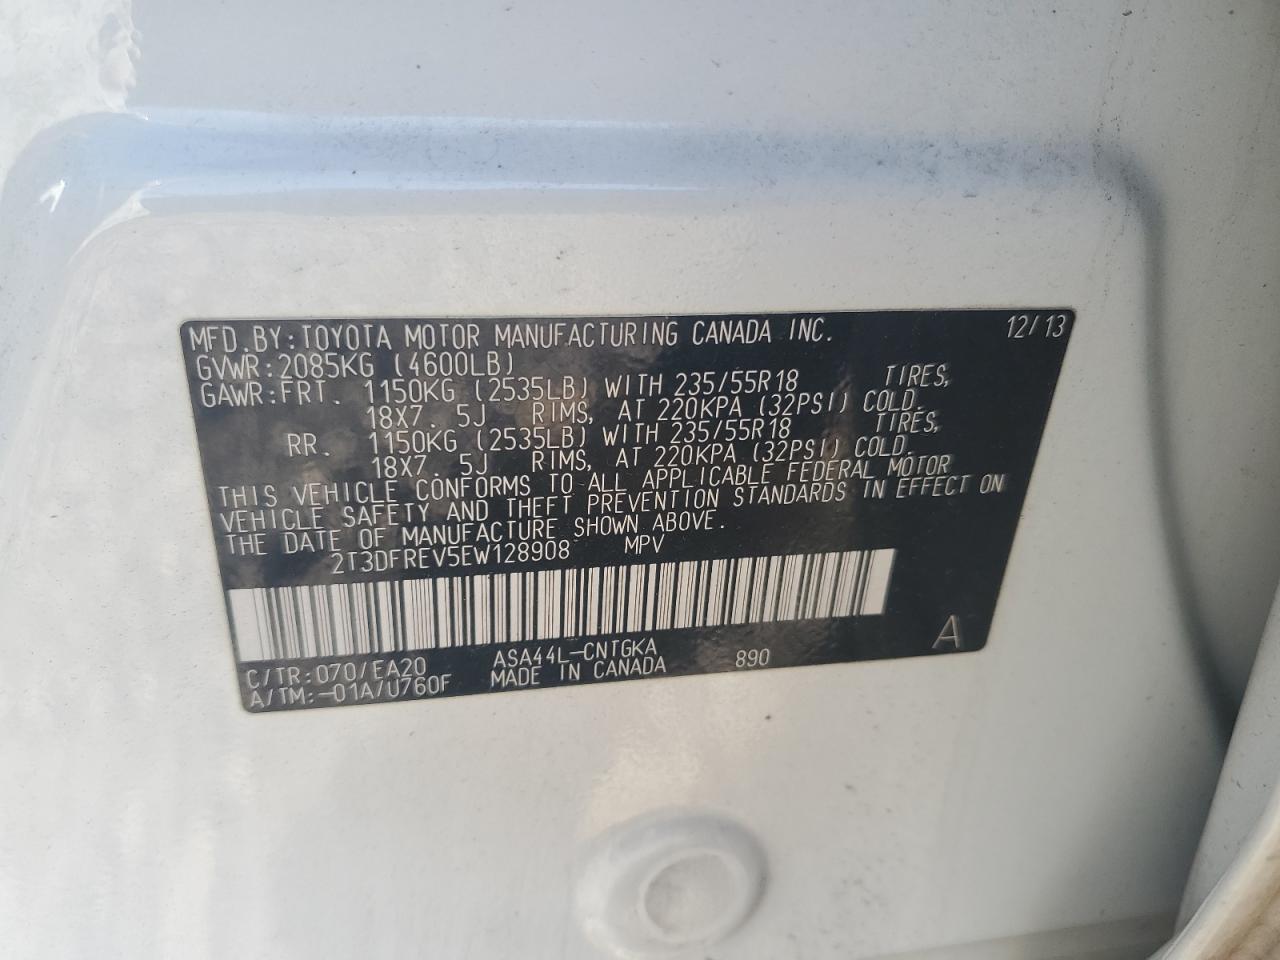 MFD.BY:TOYOTA MOTOR MANUFACTURING CANADA INC. 12/13
GVWR:2085KG (4600LB)
GAWR:FRT. 1150KG (2535LB) WITH 235/55R18 TIRES,
18X7. 5J RIMS, AT 220KPA (32PSI) COLD.
RR. 1150KG (2535LB) WITH 235/55R18 TIRES,
18X7. 5J RIMS, AT 220KPA (32PSI) COLD.
THIS VEHICLE CONFORMS TO ALL APPLICABLE FEDERAL MOTOR
VEHICLE SAFETY AND THEFT PREVENTION STANDARDS IN EFFECT ON
THE DATE OF MANUFACTURE SHOWN ABOVE.
2T3DFREV5EW128908 MPV
C/TR:070/EA20 ASA44L-CNTGKA 890 A
A/TM:-01A/U760F MADE IN CANADA